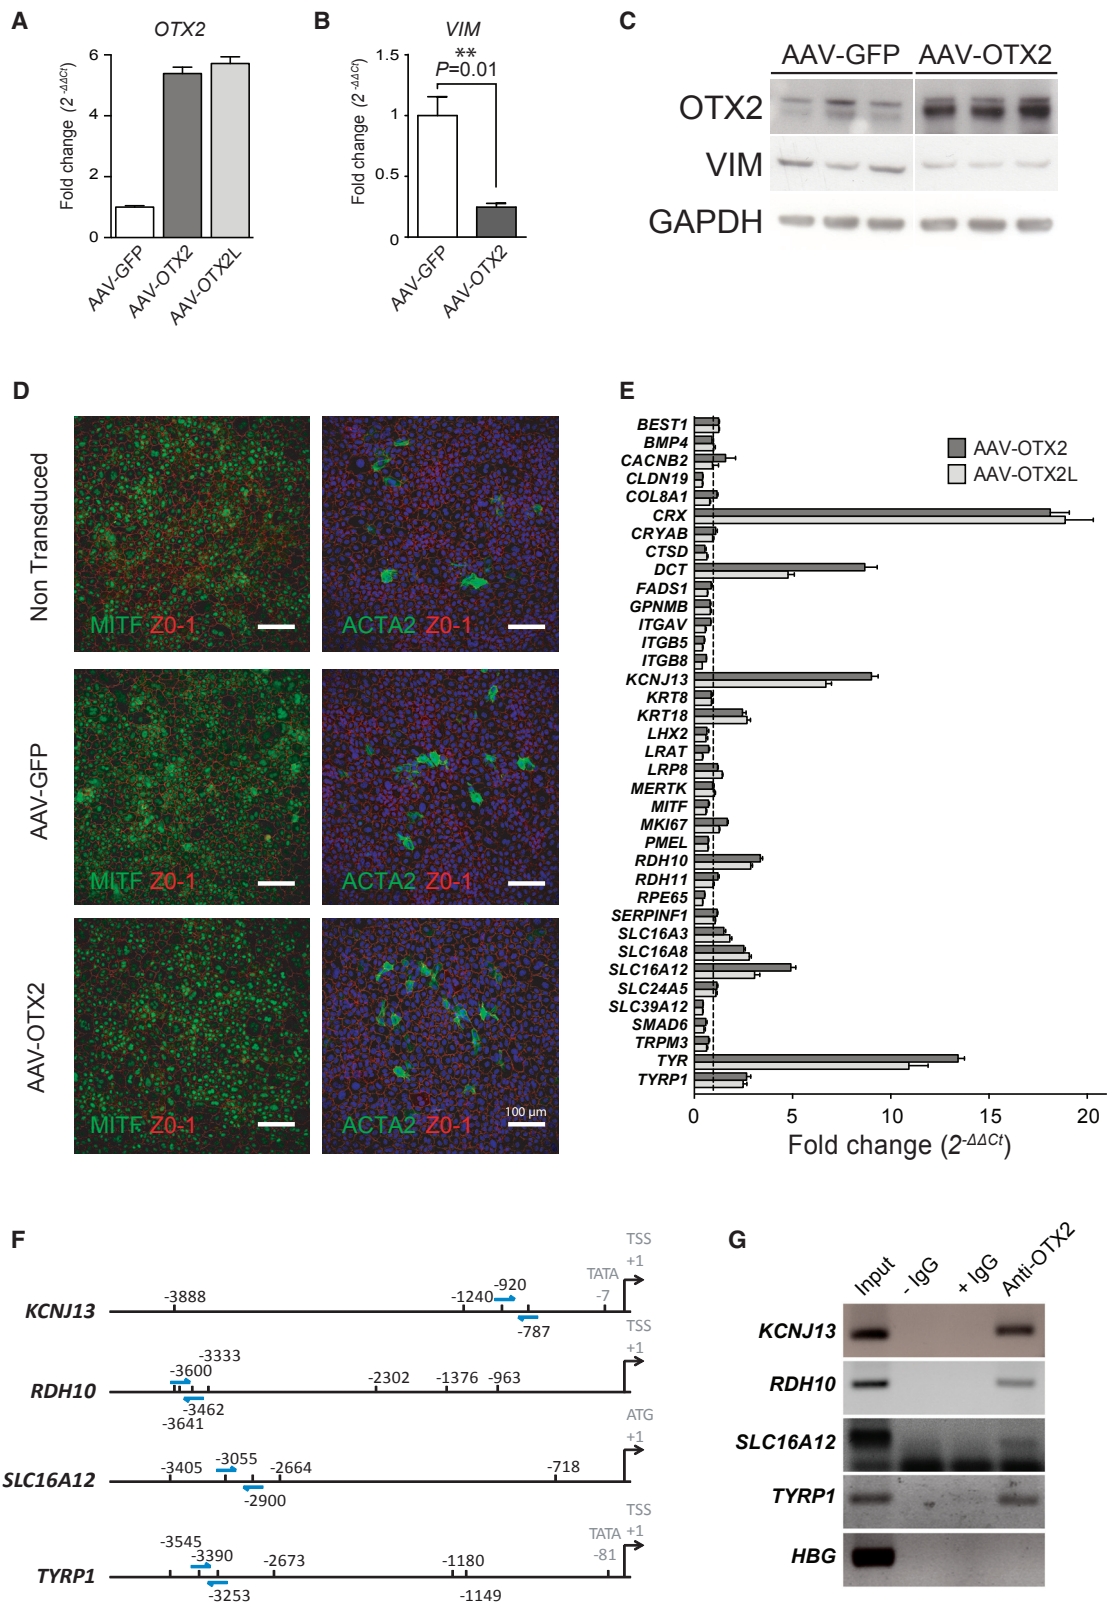 A
OTX2
Fold change (2^-ΔΔCt)
6
4
2
0
AAV-GFP
AAV-OTX2
AAV-OTX2L
B
VIM
**
P=0.01
Fold change (2^-ΔΔCt)
1.5
1
0.5
0
AAV-GFP
AAV-OTX2
C
AAV-GFP AAV-OTX2
OTX2
VIM
GAPDH
D
Non Transduced
MITF Z0-1
ACTA2 Z0-1
AAV-GFP
MITF Z0-1
ACTA2 Z0-1
AAV-OTX2
MITF Z0-1
100 µm
ACTA2 Z0-1
E
AAV-OTX2
AAV-OTX2L
BEST1
BMP4
CACNB2
CLDN19
COL8A1
CRX
CRYAB
CTSD
DCT
FADS1
GPNMB
ITGAV
ITGB5
ITGB8
KCNJ13
KRT8
KRT18
LHX2
LRAT
LRP8
MERTK
MITF
MKI67
PMEL
RDH10
RDH11
RPE65
SERPINF1
SLC16A3
SLC16A8
SLC16A12
SLC24A5
SLC39A12
SMAD6
TRPM3
TYR
TYRP1
0 5 10 15 20
Fold change (2^-ΔΔCt)
F
TSS
+1
TATA
-7
-3888 -1240 -920
KCNJ13
-787
TSS
+1
-3333
-3600 -2302 -1376 -963
RDH10
-3462
-3641
ATG
+1
-3405 -3055 -2664 -718
SLC16A12
-2900
TSS
+1
TATA
-81
-3545
-3390 -2673 -1180
TYRP1
-3253 -1149
G
Input - IgG + IgG Anti-OTX2
KCNJ13
RDH10
SLC16A12
TYRP1
HBG